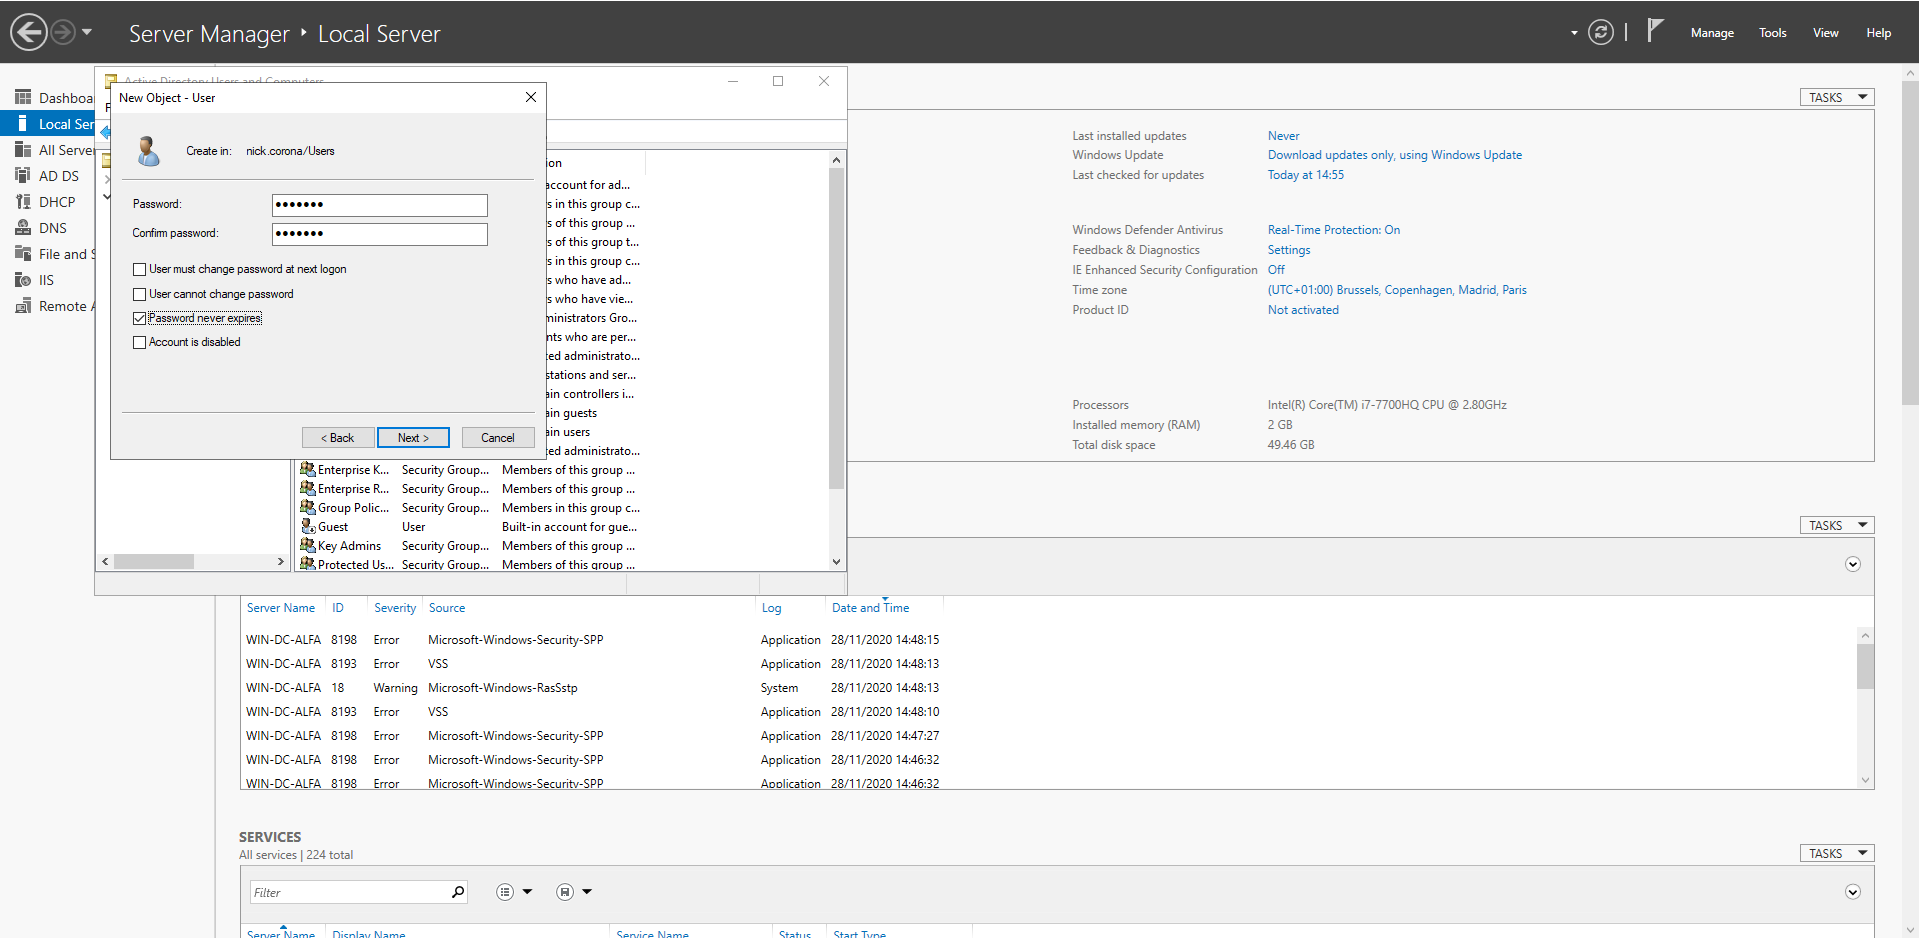 Server Manager ‣ Local Server
Manage Tools View Help
Active Directory Users and Computers
New Object - User
Create in: nick.corona/Users
Password: •••••••
Confirm password: •••••••
User must change password at next logon
User cannot change password
Password never expires
Account is disabled
< Back Next > Cancel
Dashboa
Local Ser
All Serve
AD DS
DHCP
DNS
File and S
IIS
Remote A
ion
account for ad...
s in this group c...
s of this group ...
s of this group t...
s in this group c...
s who have ad...
s who have vie...
ministrators Gro...
nts who are per...
ed administrato...
stations and ser...
ain controllers i...
ain guests
ain users
ed administrato...
Enterprise K... Security Group... Members of this group ...
Enterprise R... Security Group... Members of this group ...
Group Polic... Security Group... Members in this group c...
Guest User Built-in account for gue...
Key Admins Security Group... Members of this group ...
Protected Us... Security Group... Members of this group ...
TASKS
Last installed updates Never
Windows Update Download updates only, using Windows Update
Last checked for updates Today at 14:55
Windows Defender Antivirus Real-Time Protection: On
Feedback & Diagnostics Settings
IE Enhanced Security Configuration Off
Time zone (UTC+01:00) Brussels, Copenhagen, Madrid, Paris
Product ID Not activated
Processors Intel(R) Core(TM) i7-7700HQ CPU @ 2.80GHz
Installed memory (RAM) 2 GB
Total disk space 49.46 GB
TASKS
Server Name ID Severity Source Log Date and Time
WIN-DC-ALFA 8198 Error Microsoft-Windows-Security-SPP Application 28/11/2020 14:48:15
WIN-DC-ALFA 8193 Error VSS Application 28/11/2020 14:48:13
WIN-DC-ALFA 18 Warning Microsoft-Windows-RasSstp System 28/11/2020 14:48:13
WIN-DC-ALFA 8193 Error VSS Application 28/11/2020 14:48:10
WIN-DC-ALFA 8198 Error Microsoft-Windows-Security-SPP Application 28/11/2020 14:47:27
WIN-DC-ALFA 8198 Error Microsoft-Windows-Security-SPP Application 28/11/2020 14:46:32
WIN-DC-ALFA 8198 Error Microsoft-Windows-Security-SPP Application 28/11/2020 14:46:32
SERVICES
All services | 224 total
TASKS
Filter
Server Name Display Name Service Name Status Start Type